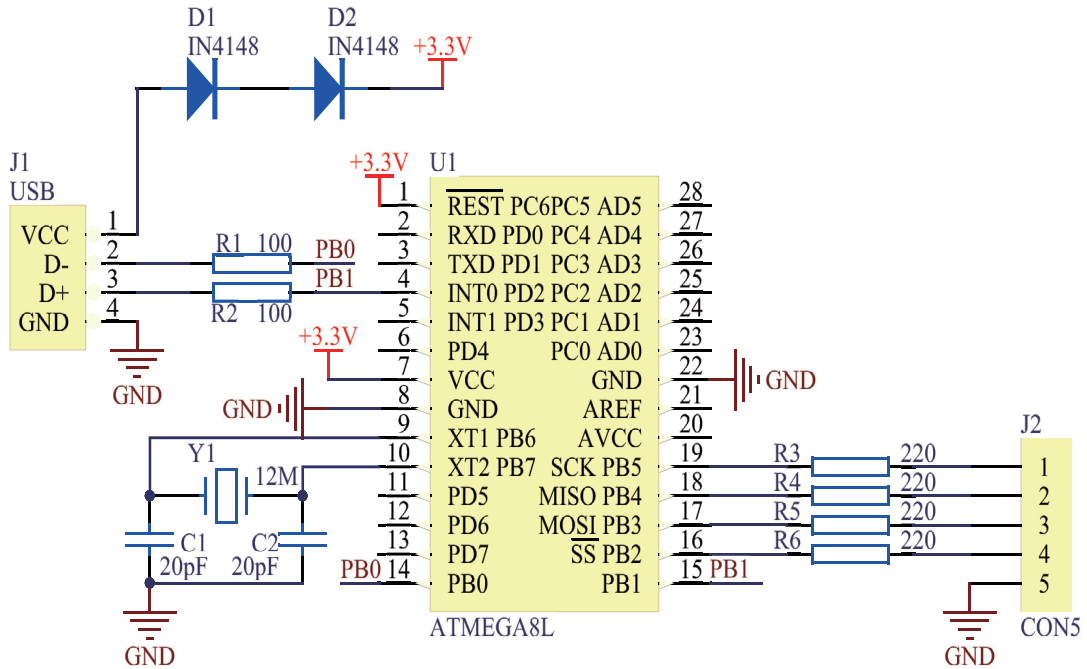 D1
IN4148
D2
IN4148
+3.3V
J1
USB
VCC 1
D- 2
D+ 3
GND 4
GND
R1 100 PB0
PB1
R2 100
+3.3V
U1
1 REST PC6PC5 AD5 28
2 RXD PD0 PC4 AD4 27
3 TXD PD1 PC3 AD3 26
4 INT0 PD2 PC2 AD2 25
5 INT1 PD3 PC1 AD1 24
6 PD4 PC0 AD0 23
7 VCC GND 22
8 GND AREF 21
9 XT1 PB6 AVCC 20
10 XT2 PB7 SCK PB5 19
11 PD5 MISO PB4 18
12 PD6 MOSI PB3 17
13 PD7 SS PB2 16
14 PB0 PB1 15
ATMEGA8L
+3.3V
GND
GND
Y1
12M
C1
20pF
C2
20pF
GND
PB0
PB1
R3 220
R4 220
R5 220
R6 220
J2
1
2
3
4
5
CON5
GND